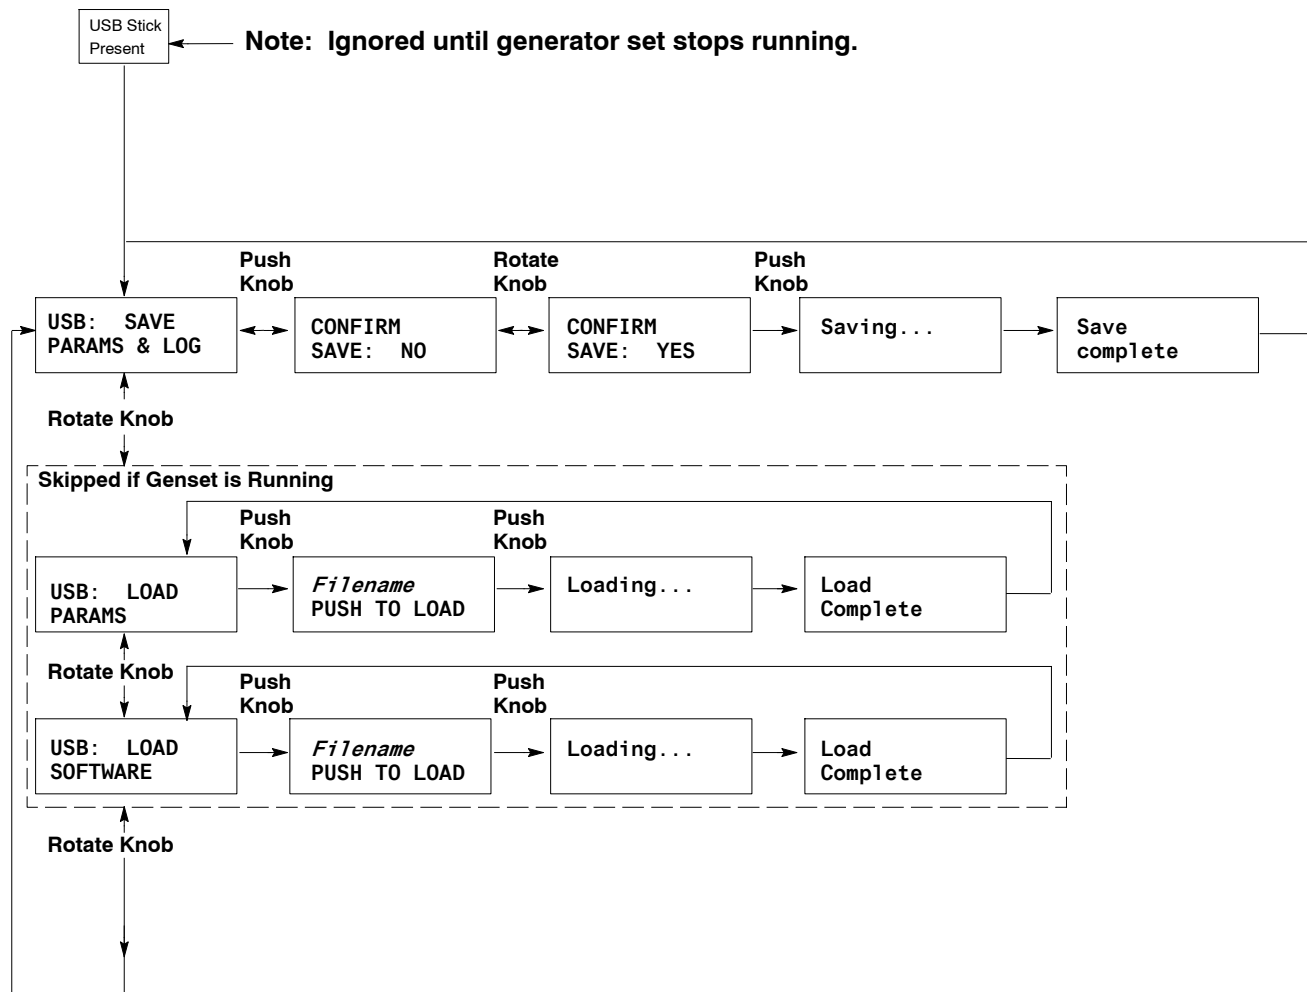 USB Stick
Present
Note:  Ignored until generator set stops running.
Push
Knob
Rotate
Knob
Push
Knob
USB:  SAVE
PARAMS & LOG
CONFIRM
SAVE:  NO
CONFIRM
SAVE:  YES
Saving...
Save
complete
Rotate Knob
Skipped if Genset is Running
Push
Knob
Push
Knob
USB:  LOAD
PARAMS
Filename
PUSH TO LOAD
Loading...
Load
Complete
Rotate Knob
Push
Knob
Push
Knob
USB:  LOAD
SOFTWARE
Filename
PUSH TO LOAD
Loading...
Load
Complete
Rotate Knob